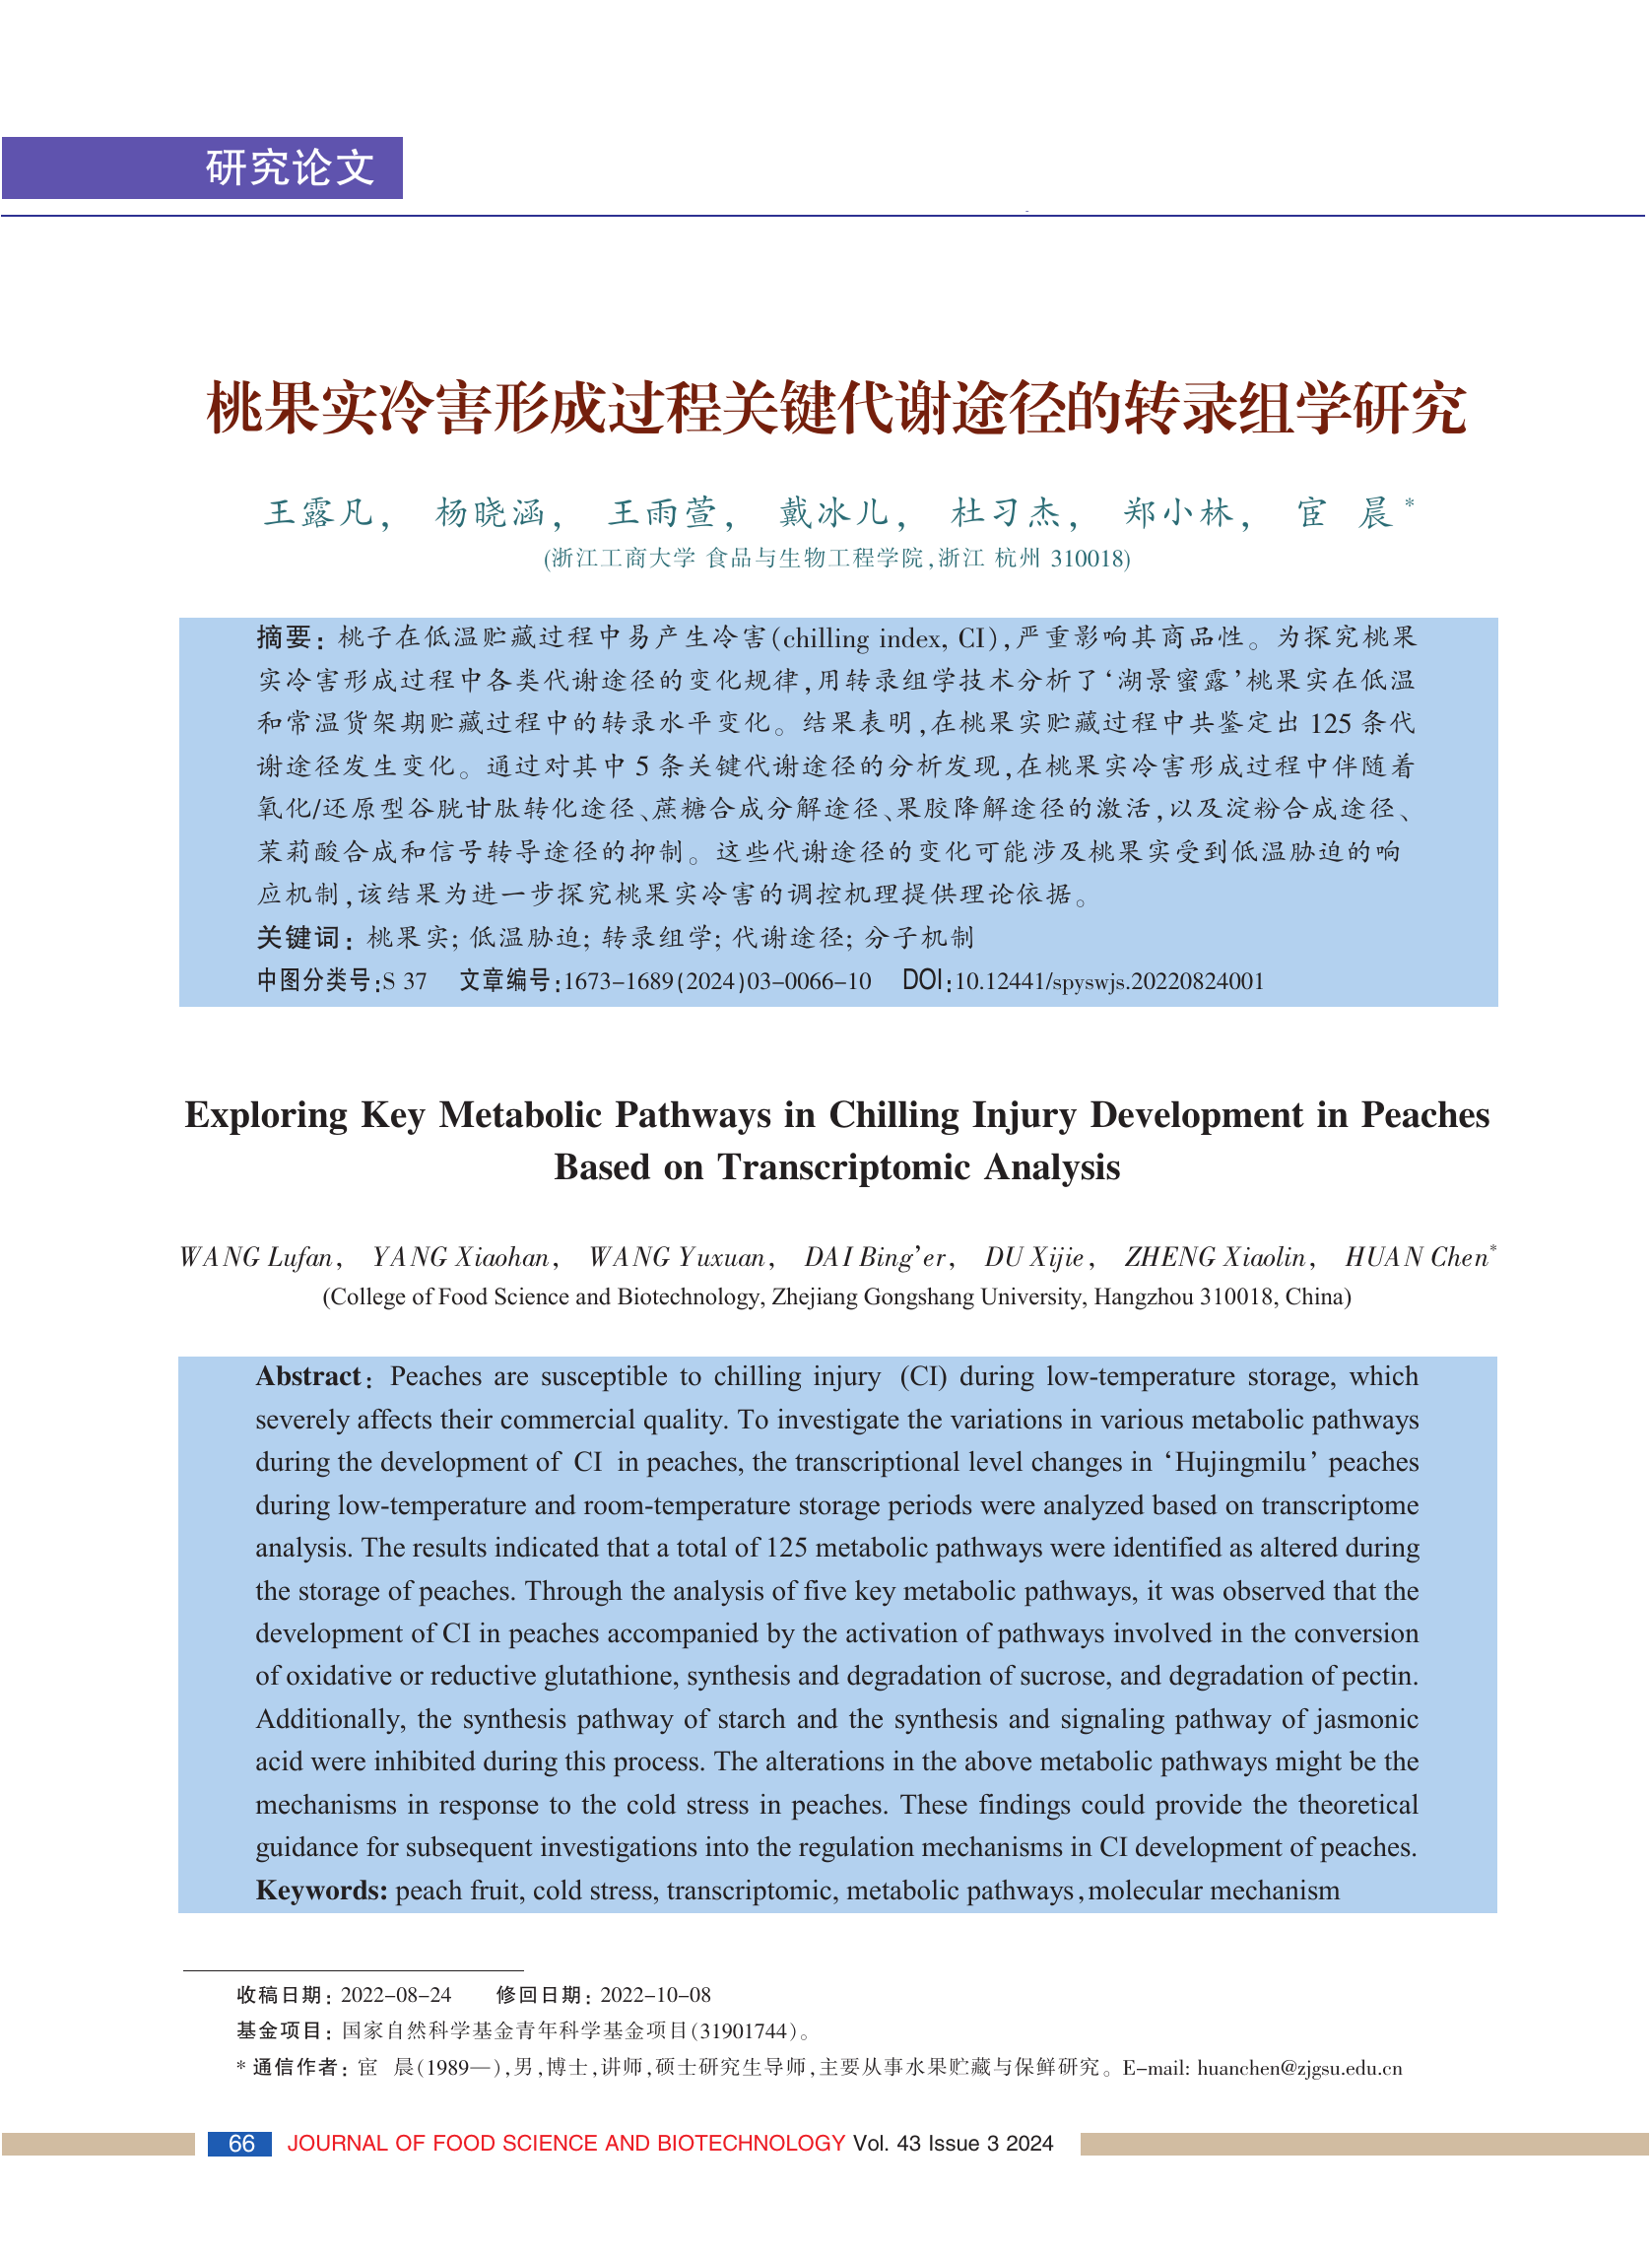 研究论文
桃果实冷害形成过程关键代谢途径的转录组学研究
王露凡， 杨晓涵， 王雨萱， 戴冰儿， 杜习杰， 郑小林， 宦 晨*
(浙江工商大学 食品与生物工程学院,浙江 杭州 310018)
摘要: 桃子在低温贮藏过程中易产生冷害(chilling index, CI),严重影响其商品性。为探究桃果
实冷害形成过程中各类代谢途径的变化规律,用转录组学技术分析了‘湖景蜜露’桃果实在低温
和常温货架期贮藏过程中的转录水平变化。结果表明,在桃果实贮藏过程中共鉴定出 125 条代
谢途径发生变化。通过对其中 5 条关键代谢途径的分析发现,在桃果实冷害形成过程中伴随着
氧化/还原型谷胱甘肽转化途径、蔗糖合成分解途径、果胶降解途径的激活,以及淀粉合成途径、
茉莉酸合成和信号转导途径的抑制。这些代谢途径的变化可能涉及桃果实受到低温胁迫的响
应机制,该结果为进一步探究桃果实冷害的调控机理提供理论依据。
关键词: 桃果实; 低温胁迫; 转录组学; 代谢途径; 分子机制
中图分类号:S 37 文章编号:1673-1689(2024)03-0066-10 DOI:10.12441/spyswjs.20220824001
Exploring Key Metabolic Pathways in Chilling Injury Development in Peaches
Based on Transcriptomic Analysis
WANG Lufan, YANG Xiaohan, WANG Yuxuan, DAI Bing'er, DU Xijie, ZHENG Xiaolin, HUAN Chen*
(College of Food Science and Biotechnology, Zhejiang Gongshang University, Hangzhou 310018, China)
Abstract: Peaches are susceptible to chilling injury (CI) during low-temperature storage, which
severely affects their commercial quality. To investigate the variations in various metabolic pathways
during the development of CI in peaches, the transcriptional level changes in ‘Hujingmilu’ peaches
during low-temperature and room-temperature storage periods were analyzed based on transcriptome
analysis. The results indicated that a total of 125 metabolic pathways were identified as altered during
the storage of peaches. Through the analysis of five key metabolic pathways, it was observed that the
development of CI in peaches accompanied by the activation of pathways involved in the conversion
of oxidative or reductive glutathione, synthesis and degradation of sucrose, and degradation of pectin.
Additionally, the synthesis pathway of starch and the synthesis and signaling pathway of jasmonic
acid were inhibited during this process. The alterations in the above metabolic pathways might be the
mechanisms in response to the cold stress in peaches. These findings could provide the theoretical
guidance for subsequent investigations into the regulation mechanisms in CI development of peaches.
Keywords: peach fruit, cold stress, transcriptomic, metabolic pathways,molecular mechanism
收稿日期: 2022-08-24 修回日期: 2022-10-08
基金项目: 国家自然科学基金青年科学基金项目(31901744)。
* 通信作者: 宦 晨(1989—),男,博士,讲师,硕士研究生导师,主要从事水果贮藏与保鲜研究。E-mail: huanchen@zjgsu.edu.cn
66 JOURNAL OF FOOD SCIENCE AND BIOTECHNOLOGY Vol. 43 Issue 3 2024